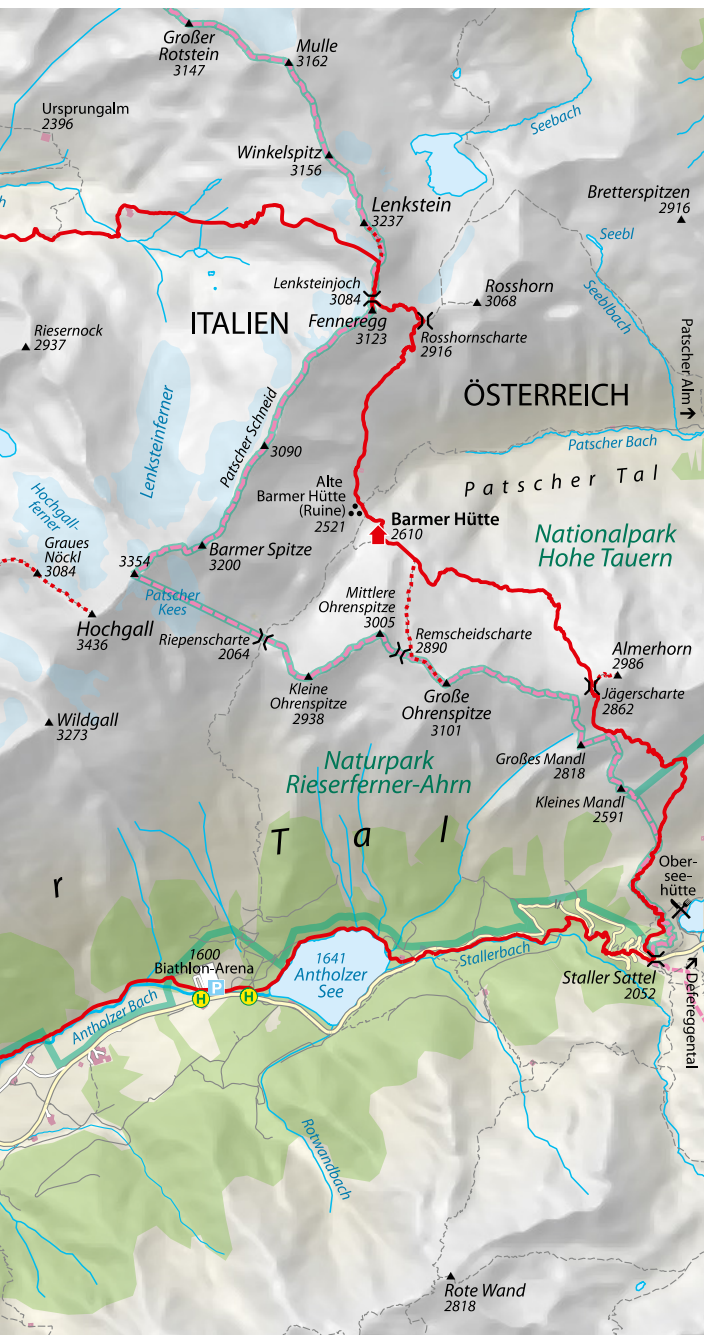 Großer
Rotstein
3147
Mulle
3162
Ursprungalm
2396
Seebach
Winkelspitz
3156
Bretterspitzen
2916
h
Lenkstein
3237
Seebl
Lenksteinjoch
3084
Rosshorn
3068
Seeblbach
ITALIEN
Fenneregg
3123
Riesernock
2937
Rosshornscharte
2916
Patscher Alm
ÖSTERREICH
Lenksteinferner
Patscher Schneid
3090
Patscher Bach
Patscher Tal
Alte
Barmer Hütte
(Ruine)
2521
Hochgall-
ferner
Barmer Hütte
2610
Nationalpark
Hohe Tauern
Graues
Nöckl
3084
Barmer Spitze
3200
3354
Patscher
Kees
Mittlere
Ohrenspitze
3005
Hochgall
3436
Riepenscharte
2064
Remscheidscharte
2890
Almerhorn
2986
Kleine
Ohrenspitze
2938
Große
Ohrenspitze
3101
Jägerscharte
2862
Wildgall
3273
Großes Mandl
2818
Naturpark
Rieserferner-Ahrn
Kleines Mandl
2591
r Tal
Ober-
see-
hütte
1600
Biathlon-Arena
P
H
H
1641
Antholzer
See
Stallerbach
Staller Sattel
2052
Defereggental
Antholzer Bach
Rotwandbach
Rote Wand
2818